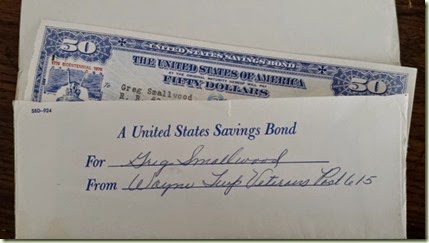 50 UNITED STATES SAVINGS BOND 50
THE UNITED STATES OF AMERICA
FIFTY DOLLARS
Greg Smallwood
SBD-924
A United States Savings Bond
For Greg Smallwood
From Wayne Twp Veterans Post 615